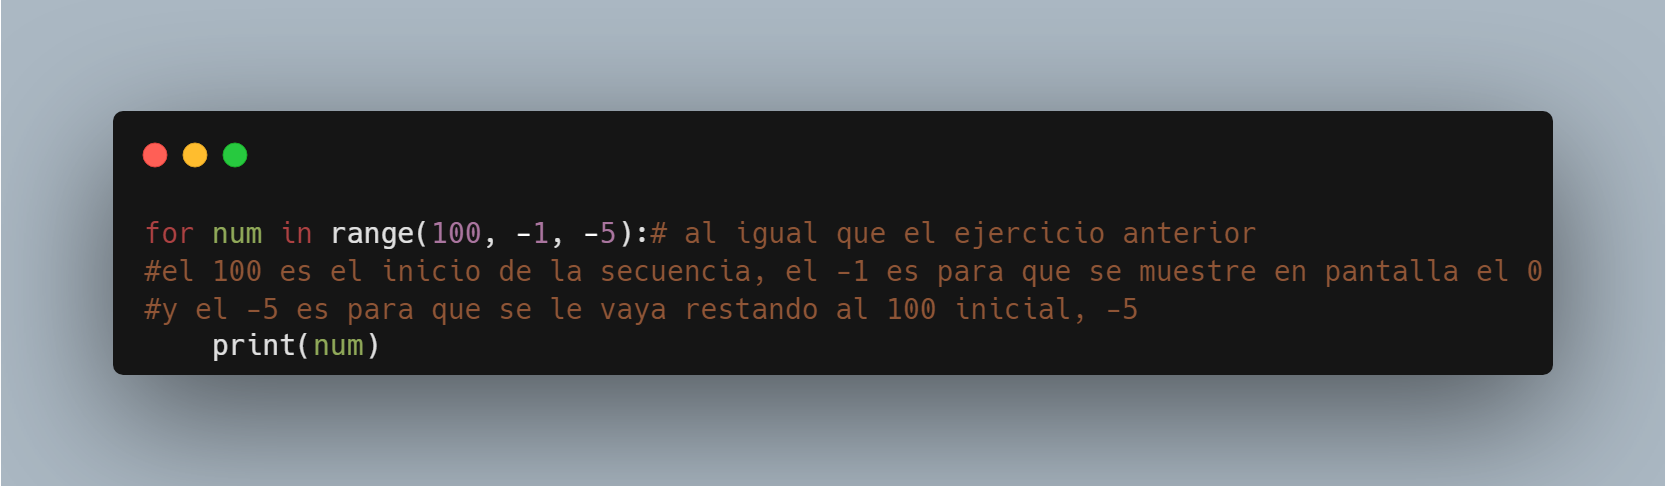 for num in range(100, -1, -5):# al igual que el ejercicio anterior
#el 100 es el inicio de la secuencia, el -1 es para que se muestre en pantalla el 0
#y el -5 es para que se le vaya restando al 100 inicial, -5
    print(num)